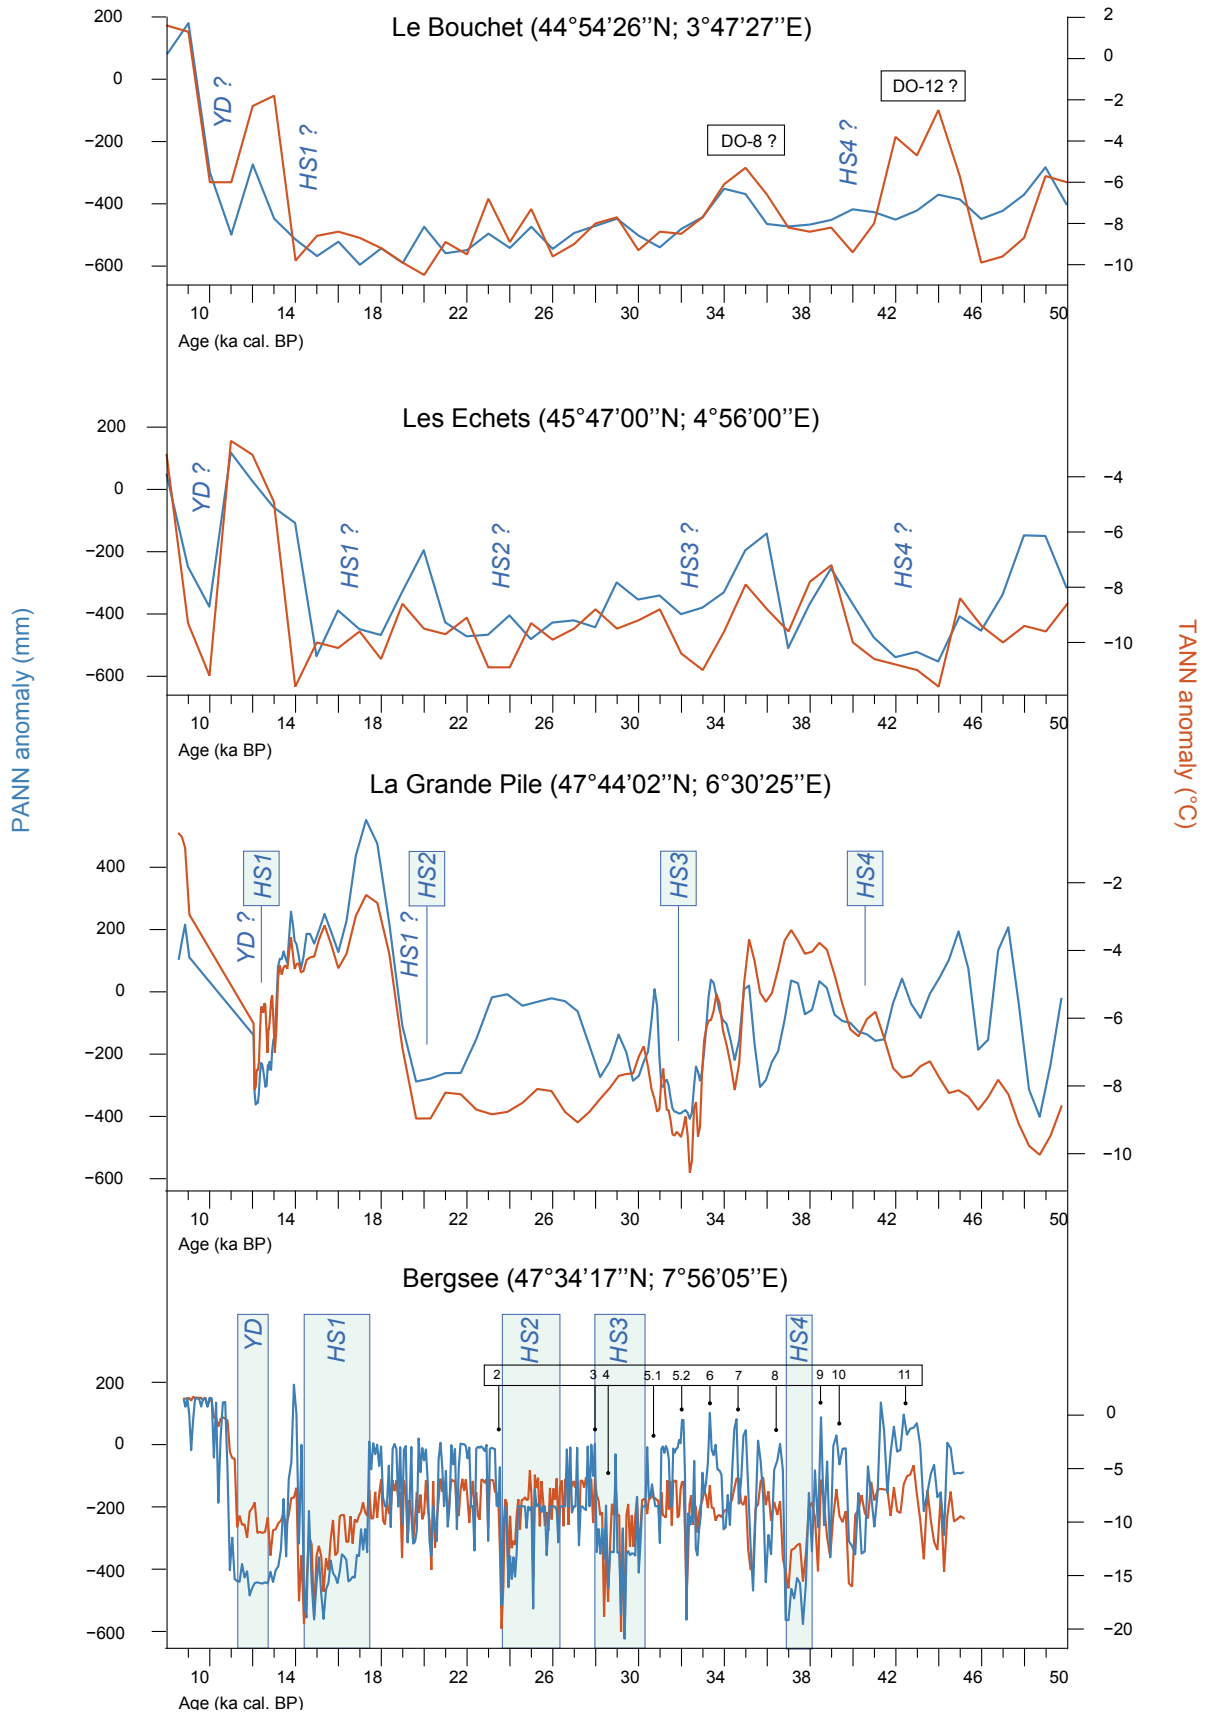 Le Bouchet (44°54’26’’N; 3°47’27’’E)
200
0
−200
−400
−600
2
0
−2
−4
−6
−8
−10
YD ?
HS1 ?
DO-8 ?
HS4 ?
DO-12 ?
10 14 18 22 26 30 34 38 42 46 50
Age (ka cal. BP)
Les Echets (45°47’00’’N; 4°56’00’’E)
200
0
−200
−400
−600
−4
−6
−8
−10
YD ?
HS1 ?
HS2 ?
HS3 ?
HS4 ?
10 14 18 22 26 30 34 38 42 46 50
Age (ka BP)
PANN anomaly (mm)
TANN anomaly (°C)
La Grande Pile (47°44’02’’N; 6°30’25’’E)
400
200
0
−200
−400
−600
−2
−4
−6
−8
−10
YD ?
HS1
HS1 ?
HS2
HS3
HS4
10 14 18 22 26 30 34 38 42 46 50
Age (ka BP)
Bergsee (47°34’17’’N; 7°56’05’’E)
YD
HS1
HS2
HS3
HS4
2 3 4 5.1 5.2 6 7 8 9 10 11
200
0
−200
−400
−600
0
−5
−10
−15
−20
10 14 18 22 26 30 34 38 42 46 50
Age (ka cal. BP)